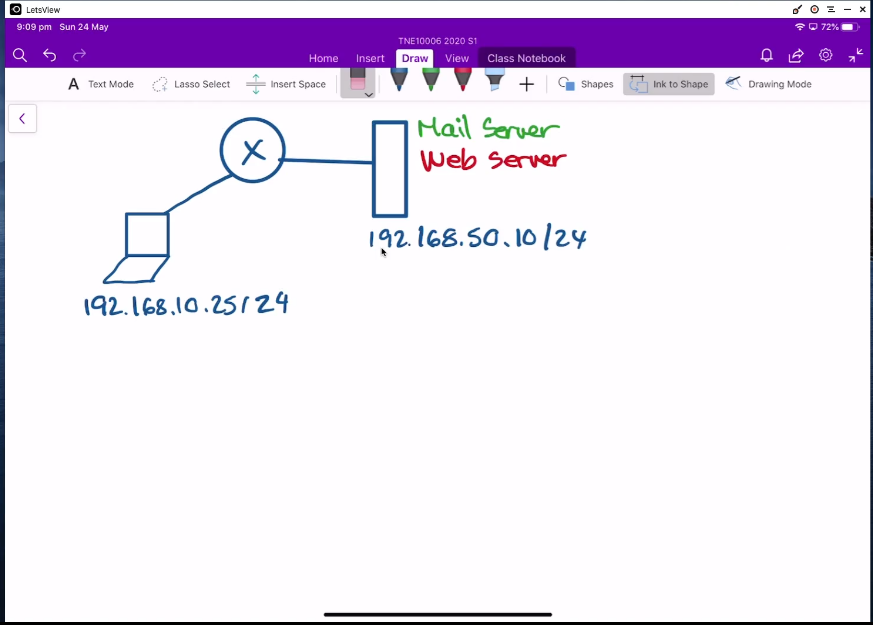 LetsView
9:09 pm Sun 24 May
72%
TNE10006 2020 S1
Home Insert Draw View Class Notebook
A Text Mode Lasso Select Insert Space Shapes Ink to Shape Drawing Mode
X
Mail Server
Web Server
192.168.50.10/24
192.168.10.25/24